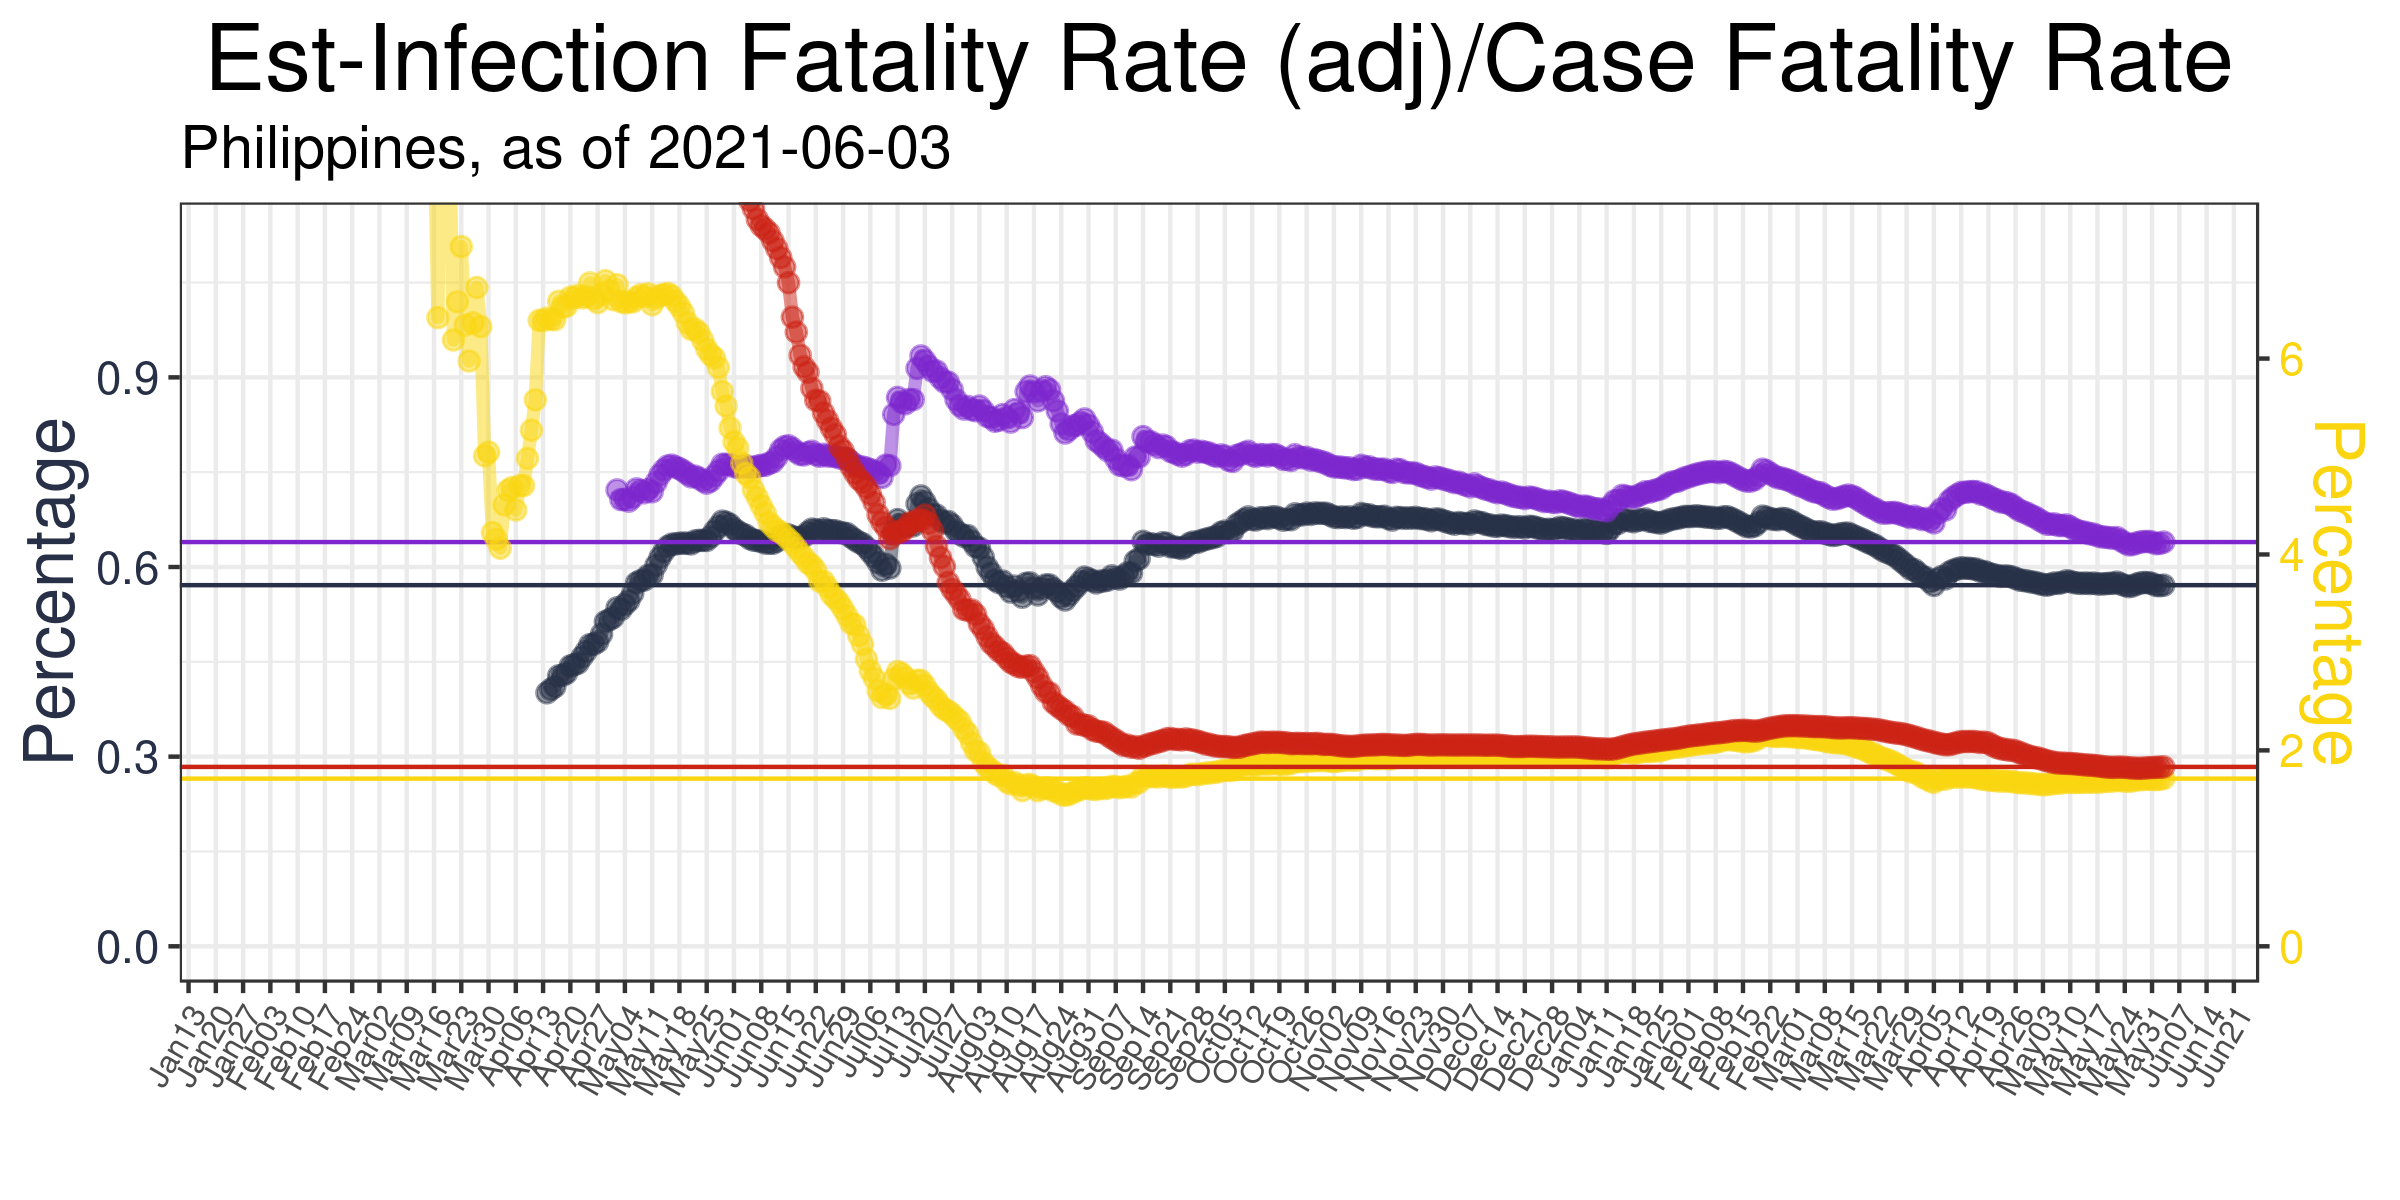 Est-Infection Fatality Rate (adj)/Case Fatality Rate
Philippines, as of 2021-06-03
Percentage
0.9
0.6
0.3
0.0
6
4
2
0
Percentage
Jan13
Jan20
Jan27
Feb03
Feb10
Feb17
Feb24
Mar02
Mar09
Mar16
Mar23
Mar30
Apr06
Apr13
Apr20
Apr27
May04
May11
May18
May25
Jun01
Jun08
Jun15
Jun22
Jun29
Jul06
Jul13
Jul20
Jul27
Aug03
Aug10
Aug17
Aug24
Aug31
Sep07
Sep14
Sep21
Sep28
Oct05
Oct12
Oct19
Oct26
Nov02
Nov09
Nov16
Nov23
Nov30
Dec07
Dec14
Dec21
Dec28
Jan04
Jan11
Jan18
Jan25
Feb01
Feb08
Feb15
Feb22
Mar01
Mar08
Mar15
Mar22
Mar29
Apr05
Apr12
Apr19
Apr26
May03
May10
May17
May24
May31
Jun07
Jun14
Jun21